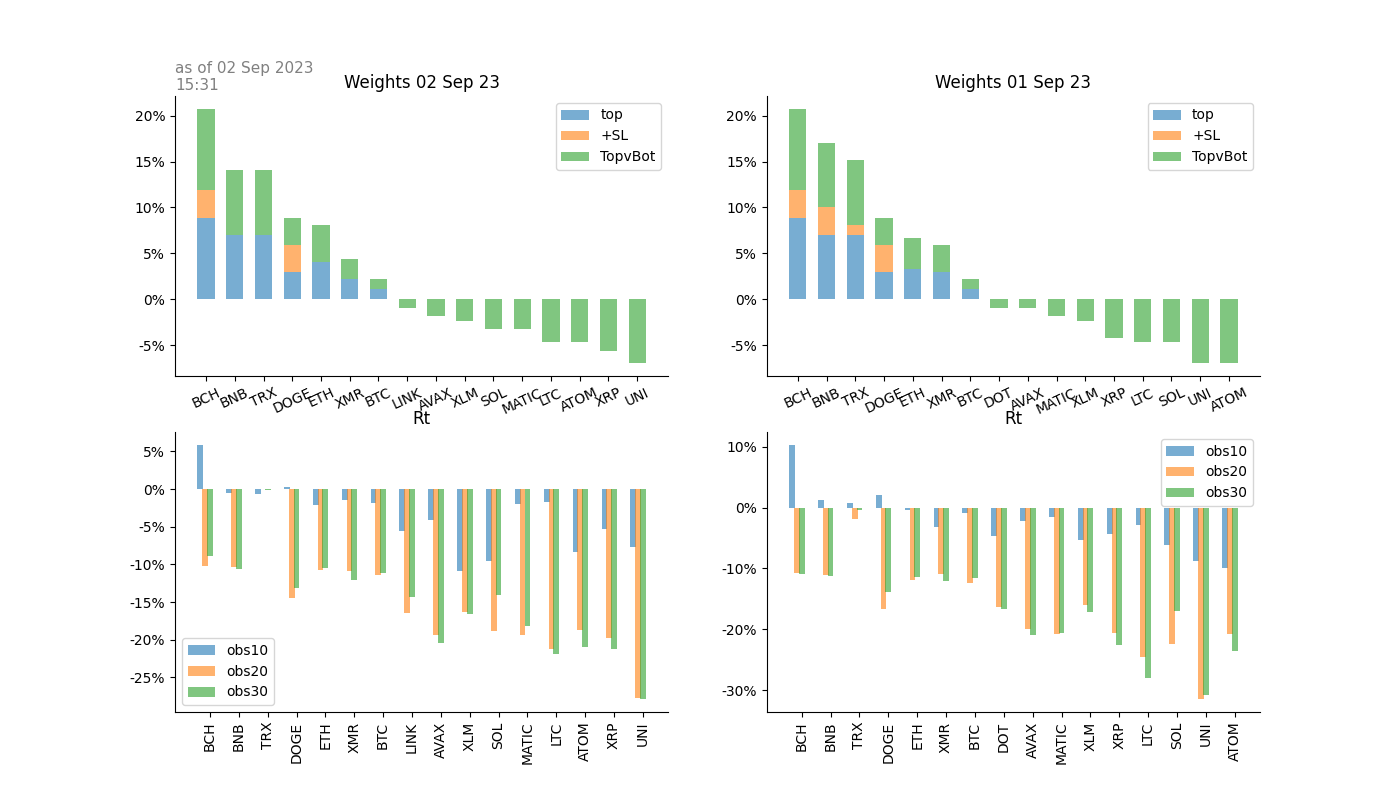 as of 02 Sep 2023
15:31
Weights 02 Sep 23
20%
15%
10%
5%
0%
-5%
top
+SL
TopvBot
BCH BNB TRX DOGE ETH XMR BTC LINK AVAX XLM SOL MATIC LTC ATOM XRP UNI
Weights 01 Sep 23
20%
15%
10%
5%
0%
-5%
top
+SL
TopvBot
BCH BNB TRX DOGE ETH XMR BTC DOT AVAX MATIC XLM XRP LTC SOL UNI ATOM
Rt
5%
0%
-5%
-10%
-15%
-20%
-25%
obs10
obs20
obs30
BCH BNB TRX DOGE ETH XMR BTC LINK AVAX XLM SOL MATIC LTC ATOM XRP UNI
Rt
10%
0%
-10%
-20%
-30%
obs10
obs20
obs30
BCH BNB TRX DOGE ETH XMR BTC DOT AVAX MATIC XLM XRP LTC SOL UNI ATOM